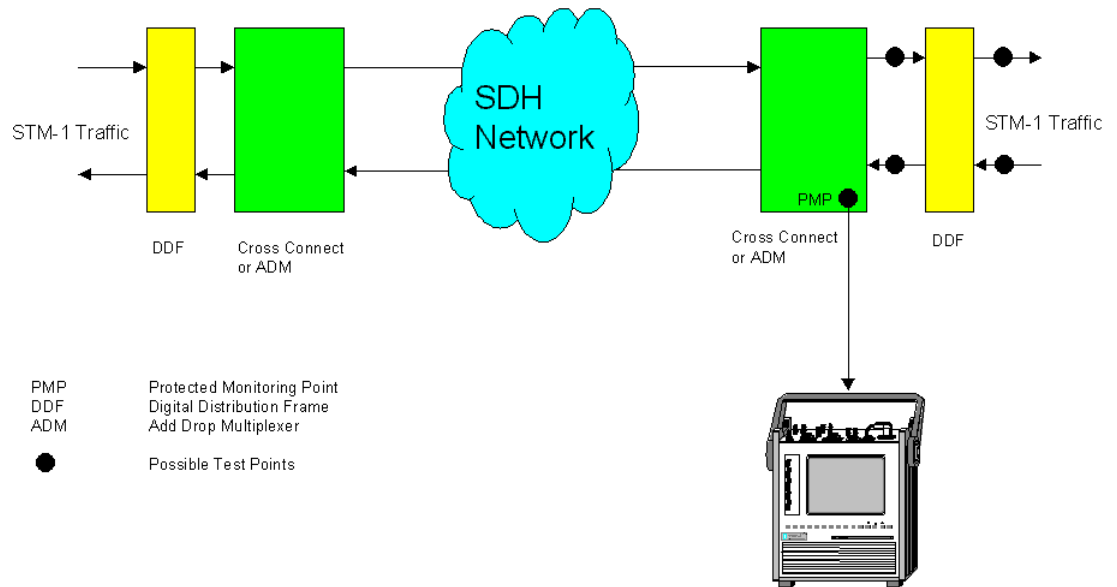 SDH
Network
STM-1 Traffic
STM-1 Traffic
PMP
DDF
Cross Connect
or ADM
Cross Connect
or ADM
DDF
PMP Protected Monitoring Point
DDF Digital Distribution Frame
ADM Add Drop Multiplexer
Possible Test Points